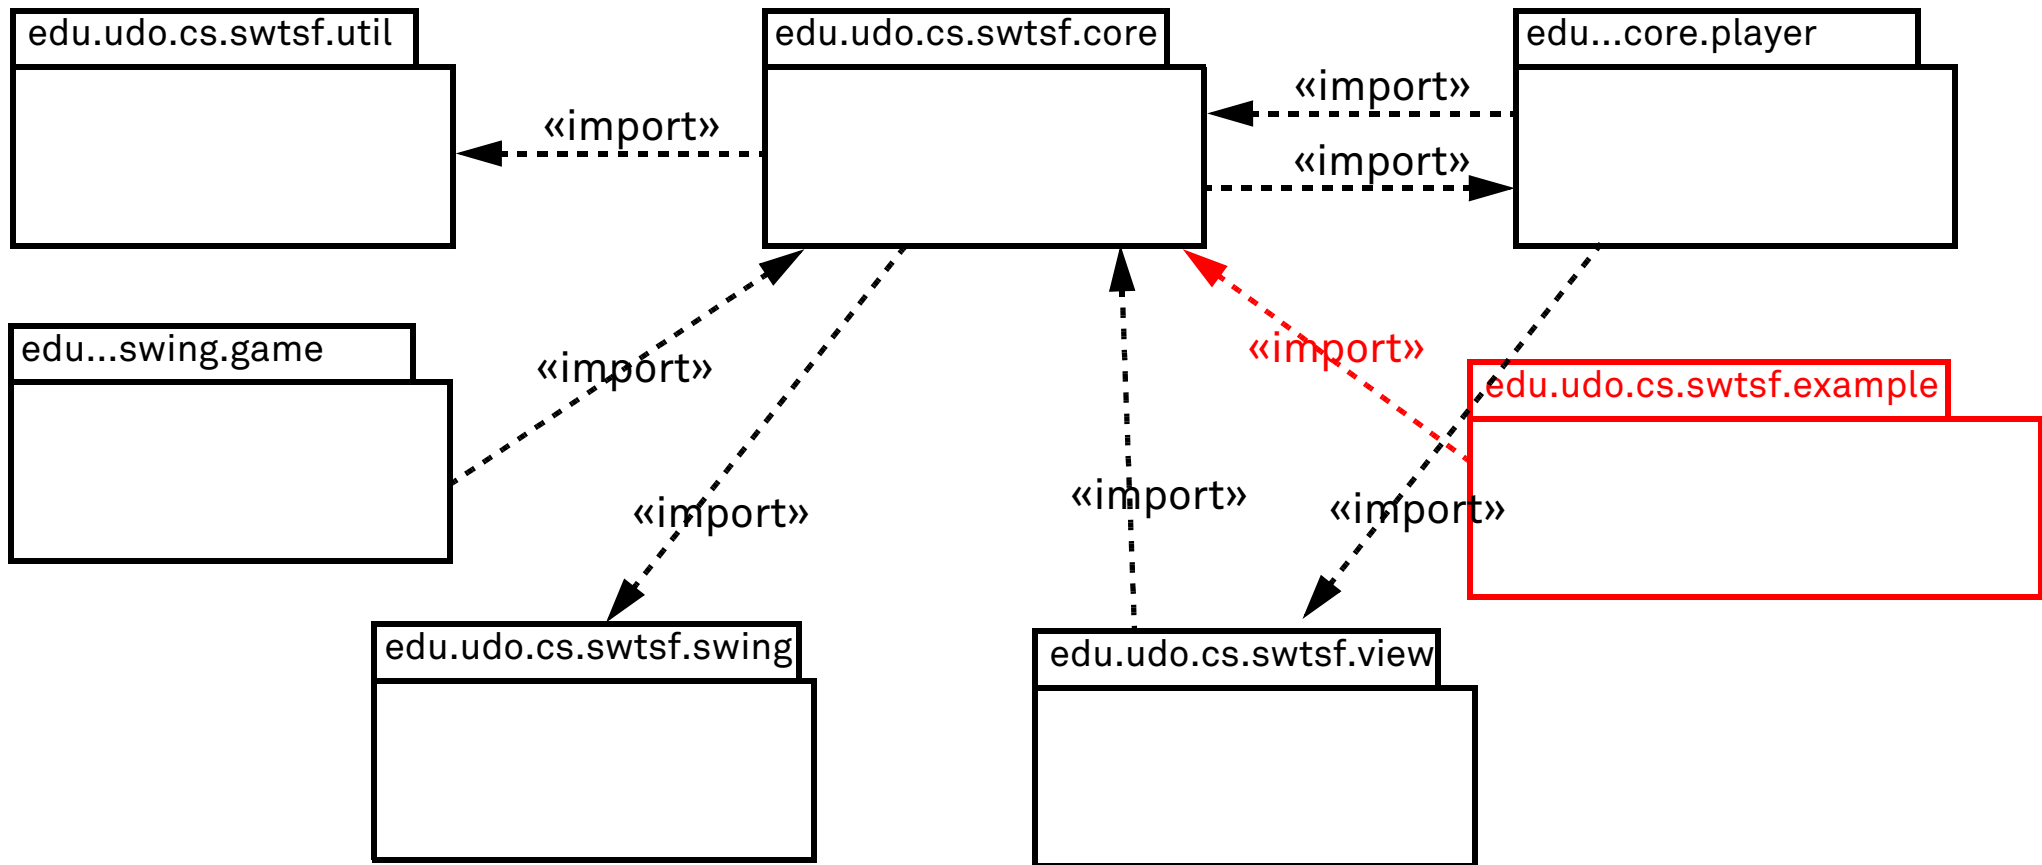 edu.udo.cs.swtsf.util
edu.udo.cs.swtsf.core
edu...core.player
«import»
«import»
«import»
edu...swing.game
«import»
«import»
edu.udo.cs.swtsf.example
«import»
«import»
«import»
edu.udo.cs.swtsf.swing
edu.udo.cs.swtsf.view